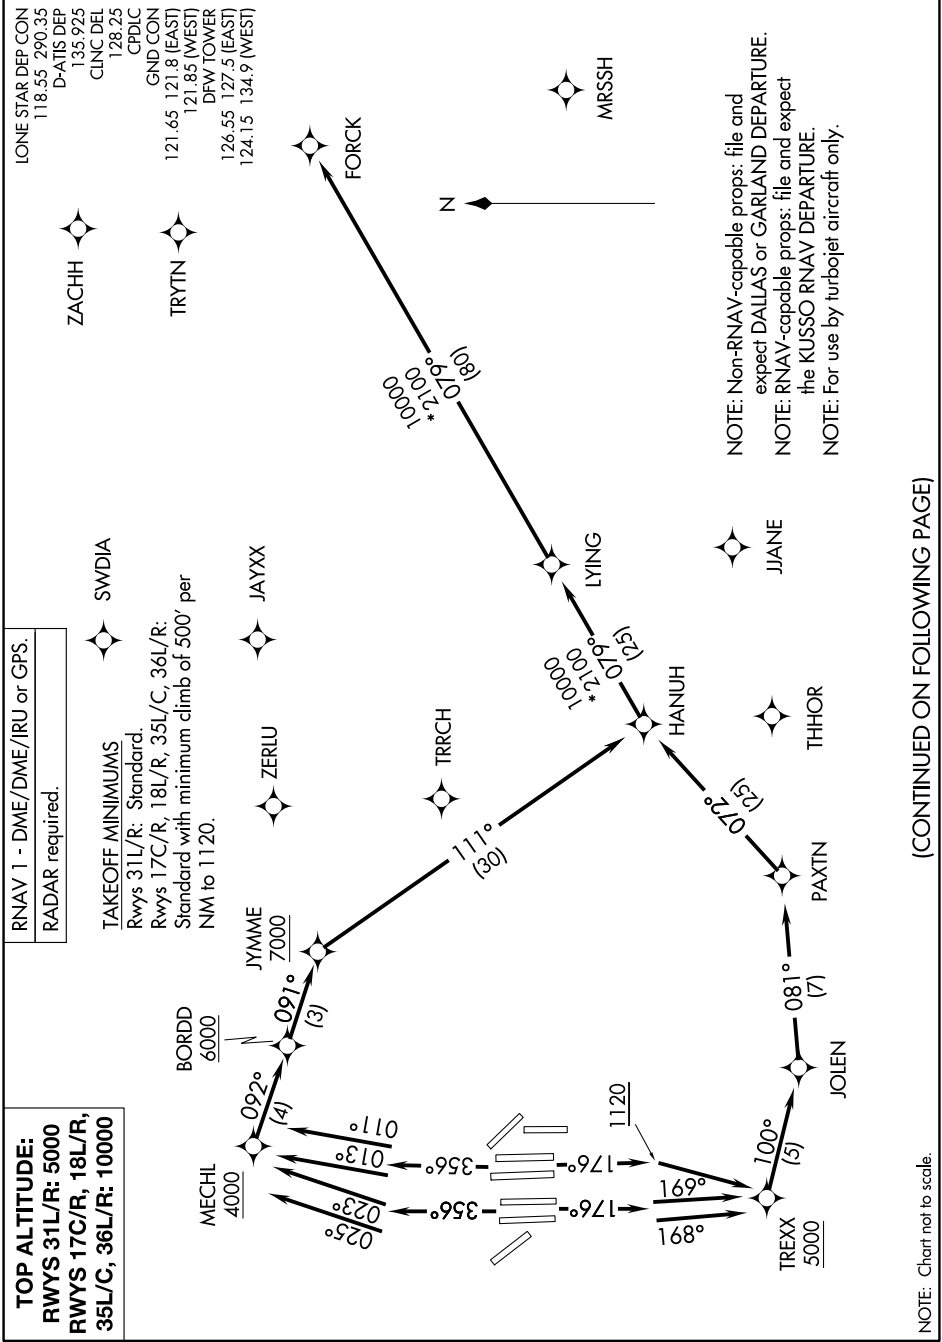 TOP ALTITUDE:
RWYS 31L/R: 5000
RWYS 17C/R, 18L/R,
35L/C, 36L/R: 10000
RNAV 1 - DME/DME/IRU or GPS.
RADAR required.
LONE STAR DEP CON
118.55 290.35
D-ATIS DEP
135.925
CLNC DEL
128.25
CPDLC
GND CON
121.65 121.8 (EAST)
121.85 (WEST)
DFW TOWER
126.55 127.5 (EAST)
124.15 134.9 (WEST)
TAKEOFF MINIMUMS
Rwys 31L/R: Standard.
Rwys 17C/R, 18L/R, 35L/C, 36L/R:
Standard with minimum climb of 500' per
NM to 1120.
SWDIA
ZACHH
TRYTN
JAYXX
ZERLU
TRRCH
FORCK
MRSSH
N
MECHL
4000
092°
(4)
BORDD
6000
091°
(3)
JYMME
7000
111°
(30)
025°
023°
013°
011°
356°
356°
176°
176°
1120
168°
169°
TREXX
5000
100°
(5)
JOLEN
081°
(7)
PAXTN
072°
(25)
HANUH
10000
*2100
079°
(25)
LYING
10000
*2100
079°
(80)
THHOR
JJANE
NOTE: Non-RNAV-capable props: file and
expect DALLAS or GARLAND DEPARTURE.
NOTE: RNAV-capable props: file and expect
the KUSSO RNAV DEPARTURE.
NOTE: For use by turbojet aircraft only.
NOTE: Chart not to scale.
(CONTINUED ON FOLLOWING PAGE)